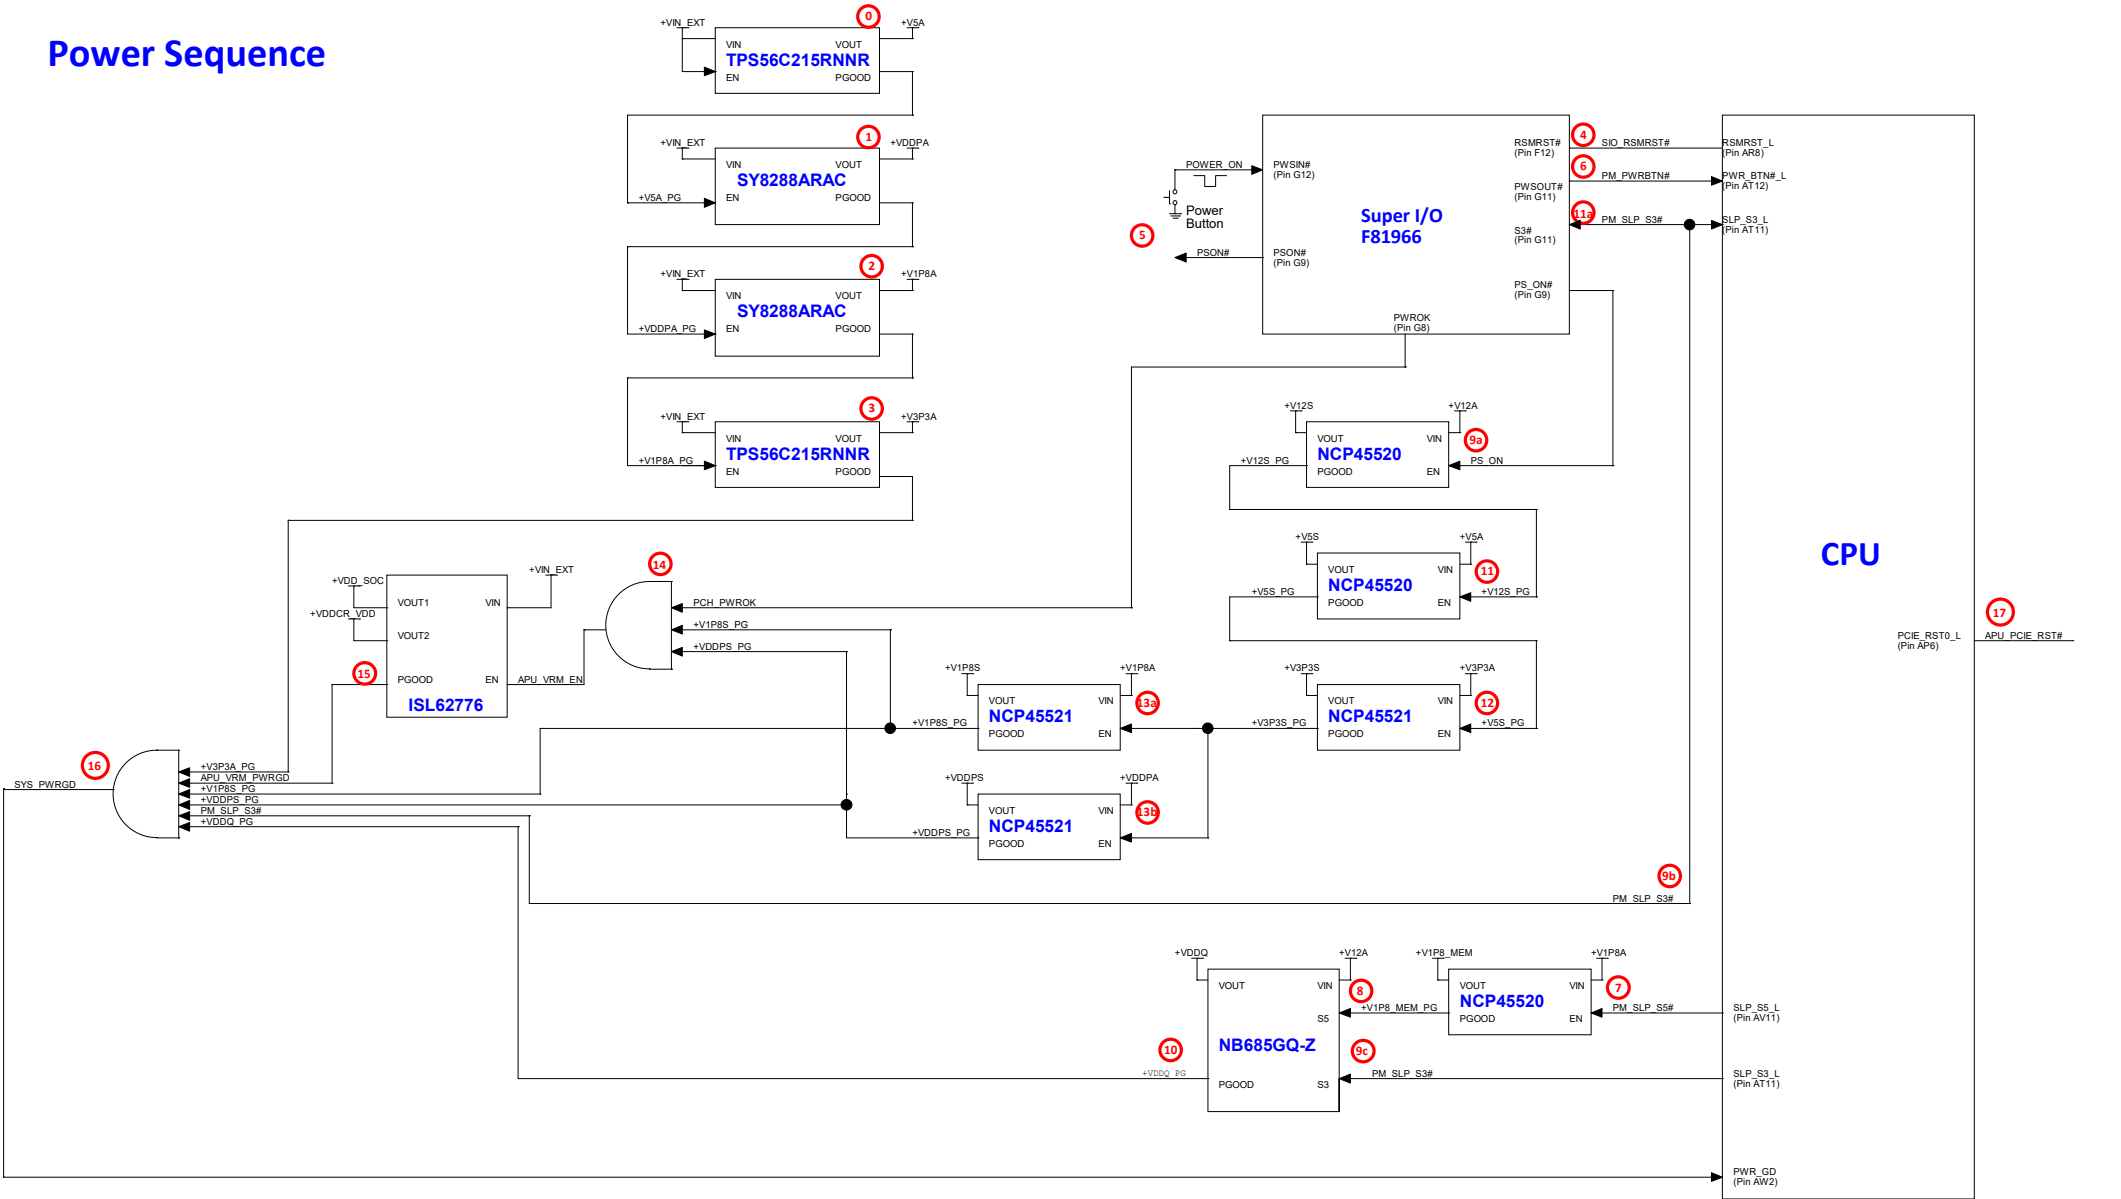 Power Sequence
0
+VIN_EXT
+V5A
VIN
VOUT
TPS56C215RNNR
EN
PGOOD
1
+VIN_EXT
+VDDPA
VIN
VOUT
SY8288ARAC
+V5A_PG
EN
PGOOD
2
+VIN_EXT
+V1P8A
VIN
VOUT
SY8288ARAC
+VDDPA_PG
EN
PGOOD
3
+VIN_EXT
+V3P3A
VIN
VOUT
TPS56C215RNNR
+V1P8A_PG
EN
PGOOD
POWER_ON
PWSIN#
(Pin G12)
Power
Button
5
PSON#
PSON#
(Pin G9)
Super I/O
F81966
RSMRST#
(Pin F12)
PWSOUT#
(Pin G11)
S3#
(Pin G11)
PS_ON#
(Pin G9)
PWROK
(Pin G8)
4
SIO_RSMRST#
6
PM_PWRBTN#
11a
PM_SLP_S3#
RSMRST_L
(Pin AR8)
PWR_BTN#_L
(Pin AT12)
SLP_S3_L
(Pin AT11)
CPU
+V12S
+V12A
VOUT
VIN
9a
NCP45520
+V12S_PG
PGOOD
EN
PS_ON
+V5S
+V5A
VOUT
VIN
11
NCP45520
+V5S_PG
PGOOD
EN
+V12S_PG
+V3P3S
+V3P3A
VOUT
VIN
12
NCP45521
+V3P3S_PG
PGOOD
EN
+V5S_PG
17
PCIE_RST0_L
(Pin AP6)
APU_PCIE_RST#
14
PCH_PWROK
+V1P8S_PG
+VDDPS_PG
+VDD_SOC
+VIN_EXT
VOUT1
VIN
+VDDCR_VDD
VOUT2
15
PGOOD
EN
APU_VRM_EN
ISL62776
+V1P8S
+V1P8A
VOUT
VIN
13a
NCP45521
+V1P8S_PG
PGOOD
EN
+VDDPS
+VDDPA
VOUT
VIN
13b
NCP45521
+VDDPS_PG
PGOOD
EN
16
SYS_PWRGD
+V3P3A_PG
APU_VRM_PWRGD
+V1P8S_PG
+VDDPS_PG
PM_SLP_S3#
+VDDQ_PG
9b
PM_SLP_S3#
+VDDQ
+V12A
VOUT
VIN
8
S5
+V1P8_MEM_PG
NB685GQ-Z
10
+VDDQ_PG
PGOOD
S3
9c
PM_SLP_S3#
+V1P8_MEM
+V1P8A
VOUT
VIN
7
NCP45520
PGOOD
EN
PM_SLP_S5#
SLP_S5_L
(Pin AV11)
SLP_S3_L
(Pin AT11)
PWR_GD
(Pin AW2)